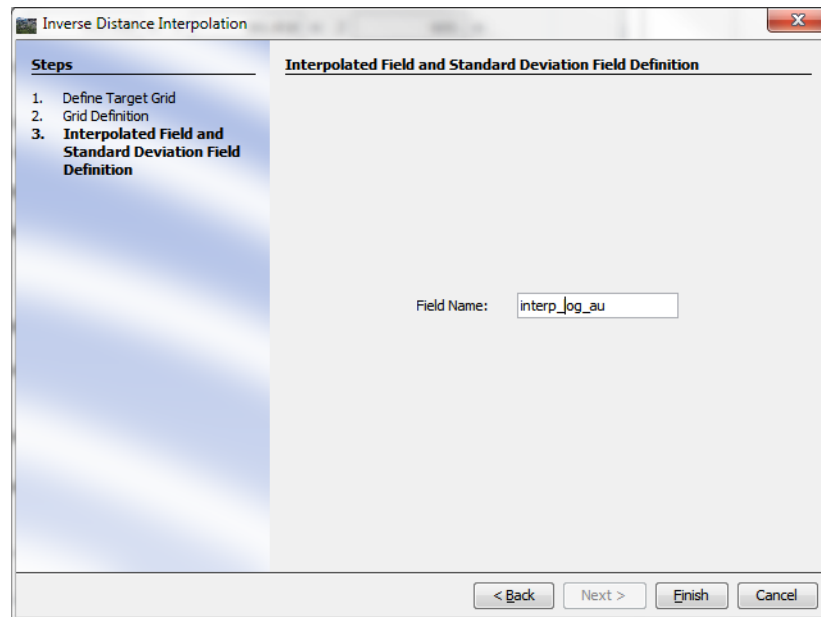 Inverse Distance Interpolation
Steps
1. Define Target Grid
2. Grid Definition
3. Interpolated Field and
Standard Deviation Field
Definition
Interpolated Field and Standard Deviation Field Definition
Field Name: interp_log_au
< Back Next > Finish Cancel